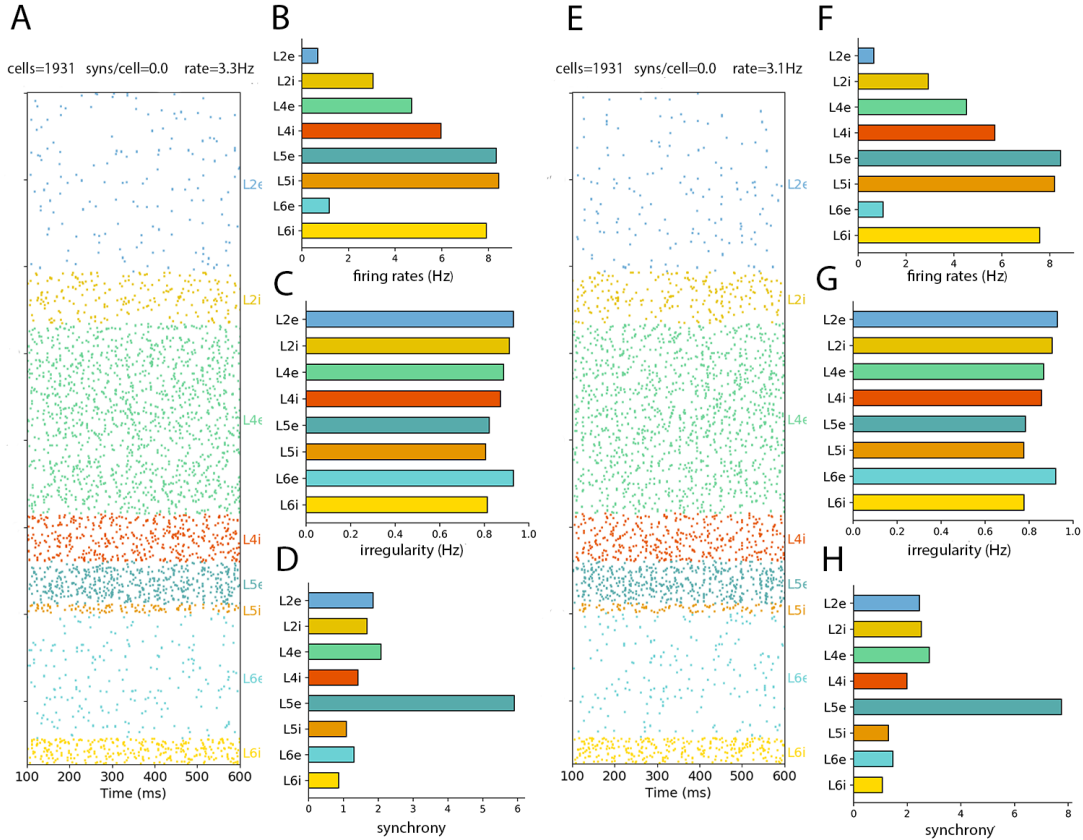 A
cells=1931 syns/cell=0.0 rate=3.3Hz
L2e
L2i
L4e
L4i
L5e
L5i
L6e
L6i
100 200 300 400 500 600
Time (ms)
B
L2e
L2i
L4e
L4i
L5e
L5i
L6e
L6i
0 2 4 6 8
firing rates (Hz)
C
L2e
L2i
L4e
L4i
L5e
L5i
L6e
L6i
0.0 0.2 0.4 0.6 0.8 1.0
irregularity (Hz)
D
L2e
L2i
L4e
L4i
L5e
L5i
L6e
L6i
0 1 2 3 4 5 6
synchrony
E
cells=1931 syns/cell=0.0 rate=3.1Hz
L2e
L2i
L4e
L4i
L5e
L5i
L6e
L6i
100 200 300 400 500 600
Time (ms)
F
L2e
L2i
L4e
L4i
L5e
L5i
L6e
L6i
0 2 4 6 8
firing rates (Hz)
G
L2e
L2i
L4e
L4i
L5e
L5i
L6e
L6i
0.0 0.2 0.4 0.6 0.8 1.0
irregularity (Hz)
H
L2e
L2i
L4e
L4i
L5e
L5i
L6e
L6i
0 2 4 6 8
synchrony